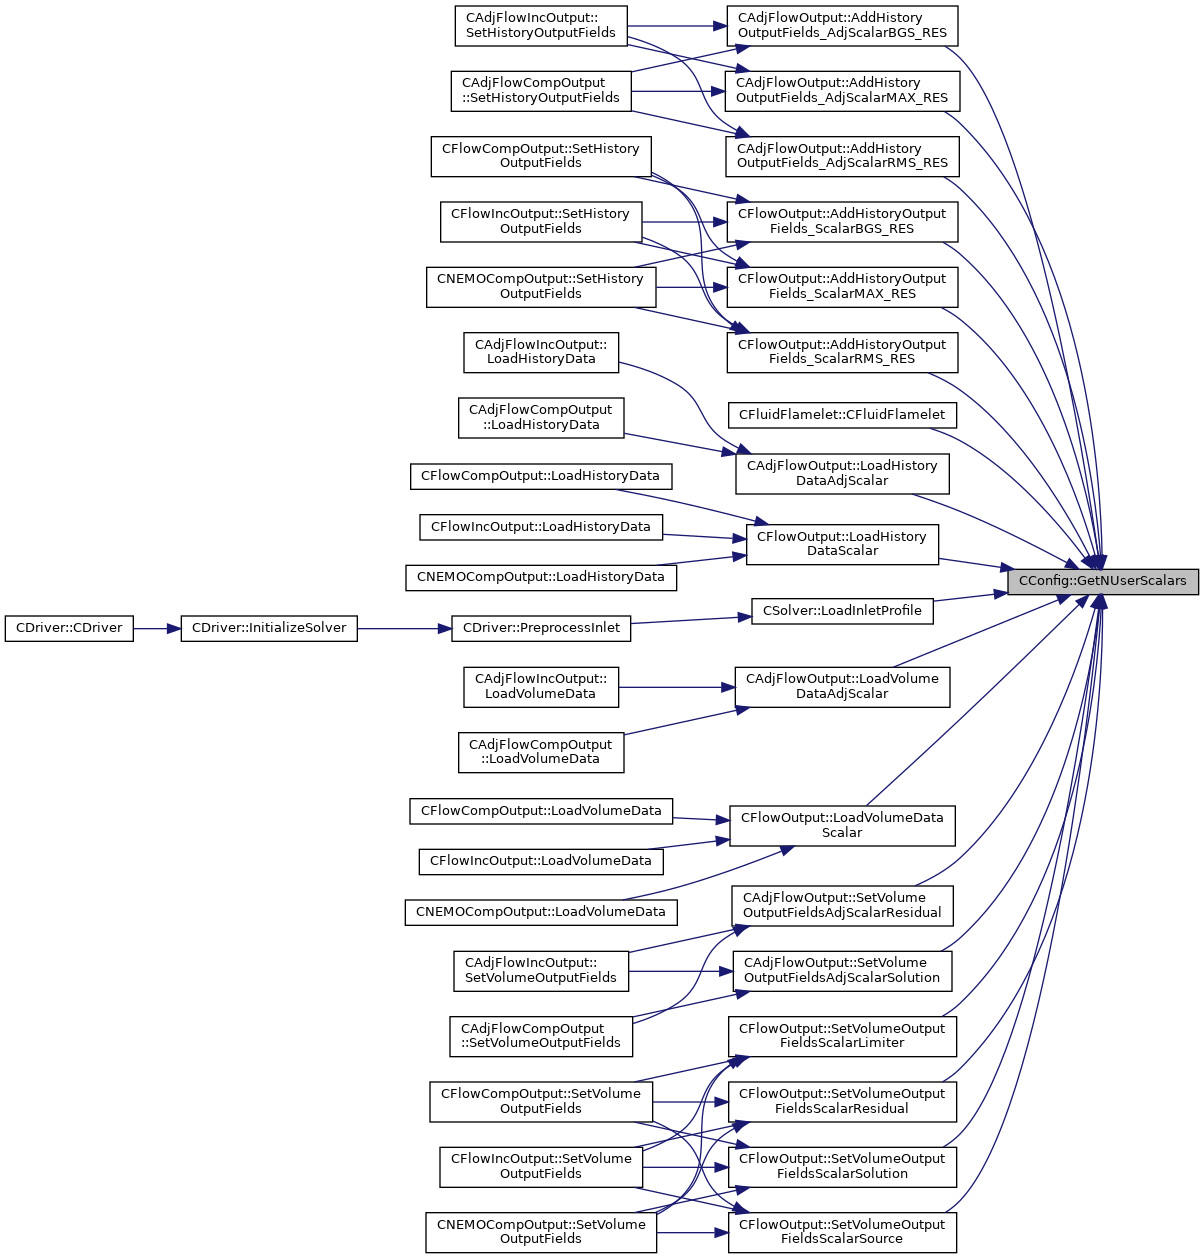 CAdjFlowIncOutput::
SetHistoryOutputFields
CAdjFlowOutput::AddHistory
OutputFields_AdjScalarBGS_RES
CAdjFlowCompOutput
::SetHistoryOutputFields
CAdjFlowOutput::AddHistory
OutputFields_AdjScalarMAX_RES
CFlowCompOutput::SetHistory
OutputFields
CAdjFlowOutput::AddHistory
OutputFields_AdjScalarRMS_RES
CFlowIncOutput::SetHistory
OutputFields
CFlowOutput::AddHistoryOutput
Fields_ScalarBGS_RES
CNEMOCompOutput::SetHistory
OutputFields
CFlowOutput::AddHistoryOutput
Fields_ScalarMAX_RES
CAdjFlowIncOutput::
LoadHistoryData
CFlowOutput::AddHistoryOutput
Fields_ScalarRMS_RES
CAdjFlowCompOutput
::LoadHistoryData
CFluidFlamelet::CFluidFlamelet
CFlowCompOutput::LoadHistoryData
CAdjFlowOutput::LoadHistory
DataAdjScalar
CFlowIncOutput::LoadHistoryData
CFlowOutput::LoadHistory
DataScalar
CNEMOCompOutput::LoadHistoryData
CConfig::GetNUserScalars
CSolver::LoadInletProfile
CDriver::CDriver
CDriver::InitializeSolver
CDriver::PreprocessInlet
CAdjFlowIncOutput::
LoadVolumeData
CAdjFlowOutput::LoadVolume
DataAdjScalar
CAdjFlowCompOutput
::LoadVolumeData
CFlowCompOutput::LoadVolumeData
CFlowOutput::LoadVolumeData
Scalar
CFlowIncOutput::LoadVolumeData
CNEMOCompOutput::LoadVolumeData
CAdjFlowOutput::SetVolume
OutputFieldsAdjScalarResidual
CAdjFlowIncOutput::
SetVolumeOutputFields
CAdjFlowOutput::SetVolume
OutputFieldsAdjScalarSolution
CAdjFlowCompOutput
::SetVolumeOutputFields
CFlowOutput::SetVolumeOutput
FieldsScalarLimiter
CFlowCompOutput::SetVolume
OutputFields
CFlowOutput::SetVolumeOutput
FieldsScalarResidual
CFlowIncOutput::SetVolume
OutputFields
CFlowOutput::SetVolumeOutput
FieldsScalarSolution
CNEMOCompOutput::SetVolume
OutputFields
CFlowOutput::SetVolumeOutput
FieldsScalarSource